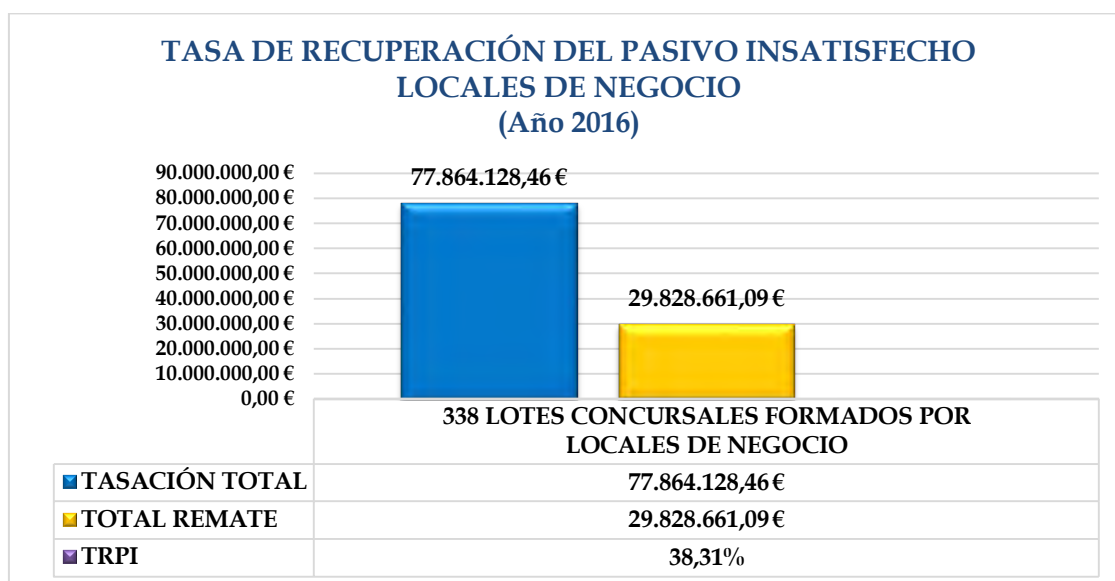 TASA DE RECUPERACIÓN DEL PASIVO INSATISFECHO
LOCALES DE NEGOCIO
(Año 2016)
90.000.000,00 €
80.000.000,00 €
70.000.000,00 €
60.000.000,00 €
50.000.000,00 €
40.000.000,00 €
30.000.000,00 €
20.000.000,00 €
10.000.000,00 €
0,00 €
77.864.128,46 €
29.828.661,09 €
338 LOTES CONCURSALES FORMADOS POR
LOCALES DE NEGOCIO
TASACIÓN TOTAL 77.864.128,46 €
TOTAL REMATE 29.828.661,09 €
TRPI 38,31%